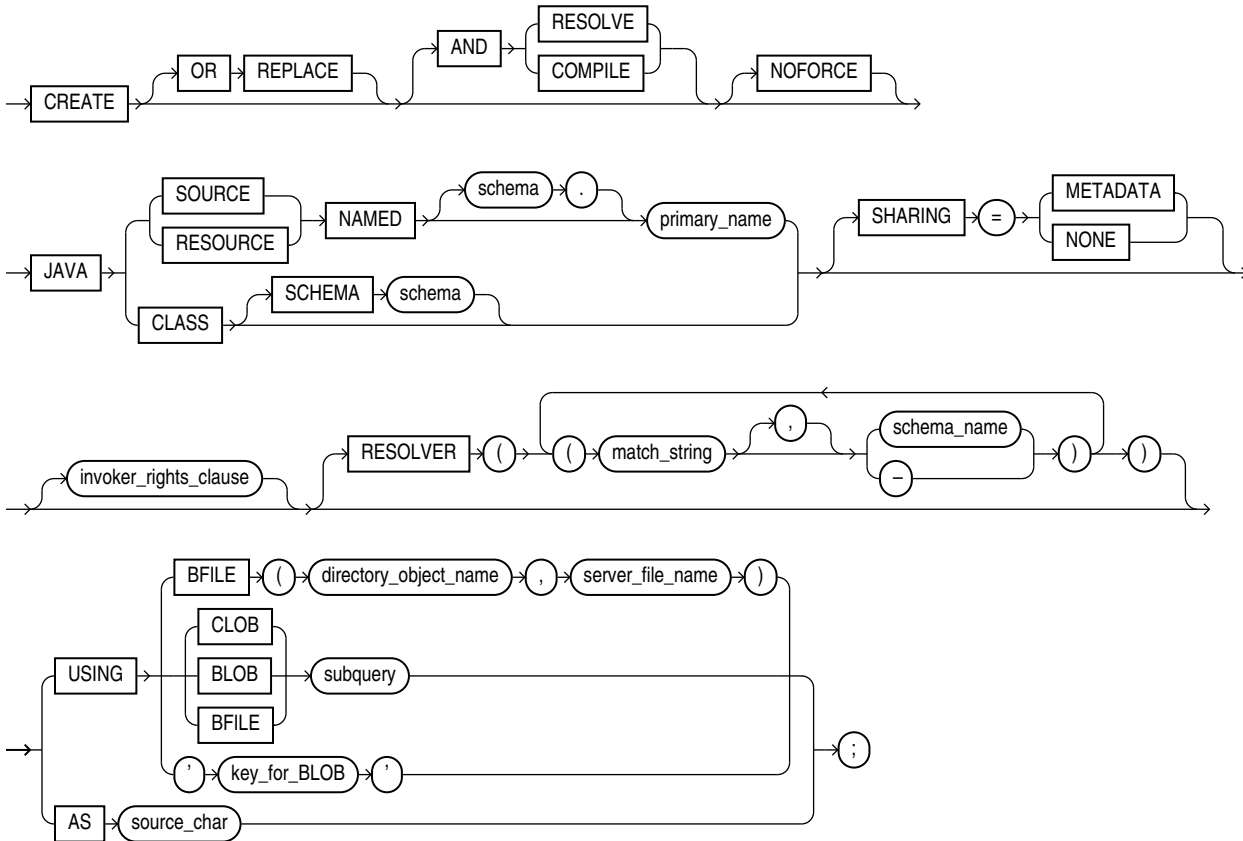 RESOLVE
OR REPLACE AND COMPILE NOFORCE
CREATE
SOURCE schema . METADATA
RESOURCE NAMED primary_name SHARING = NONE
JAVA
SCHEMA schema
CLASS
RESOLVER ( ( match_string , schema_name ) )
invoker_rights_clause –
BFILE ( directory_object_name , server_file_name )
CLOB
USING BLOB subquery
BFILE
;
' key_for_BLOB '
AS source_char